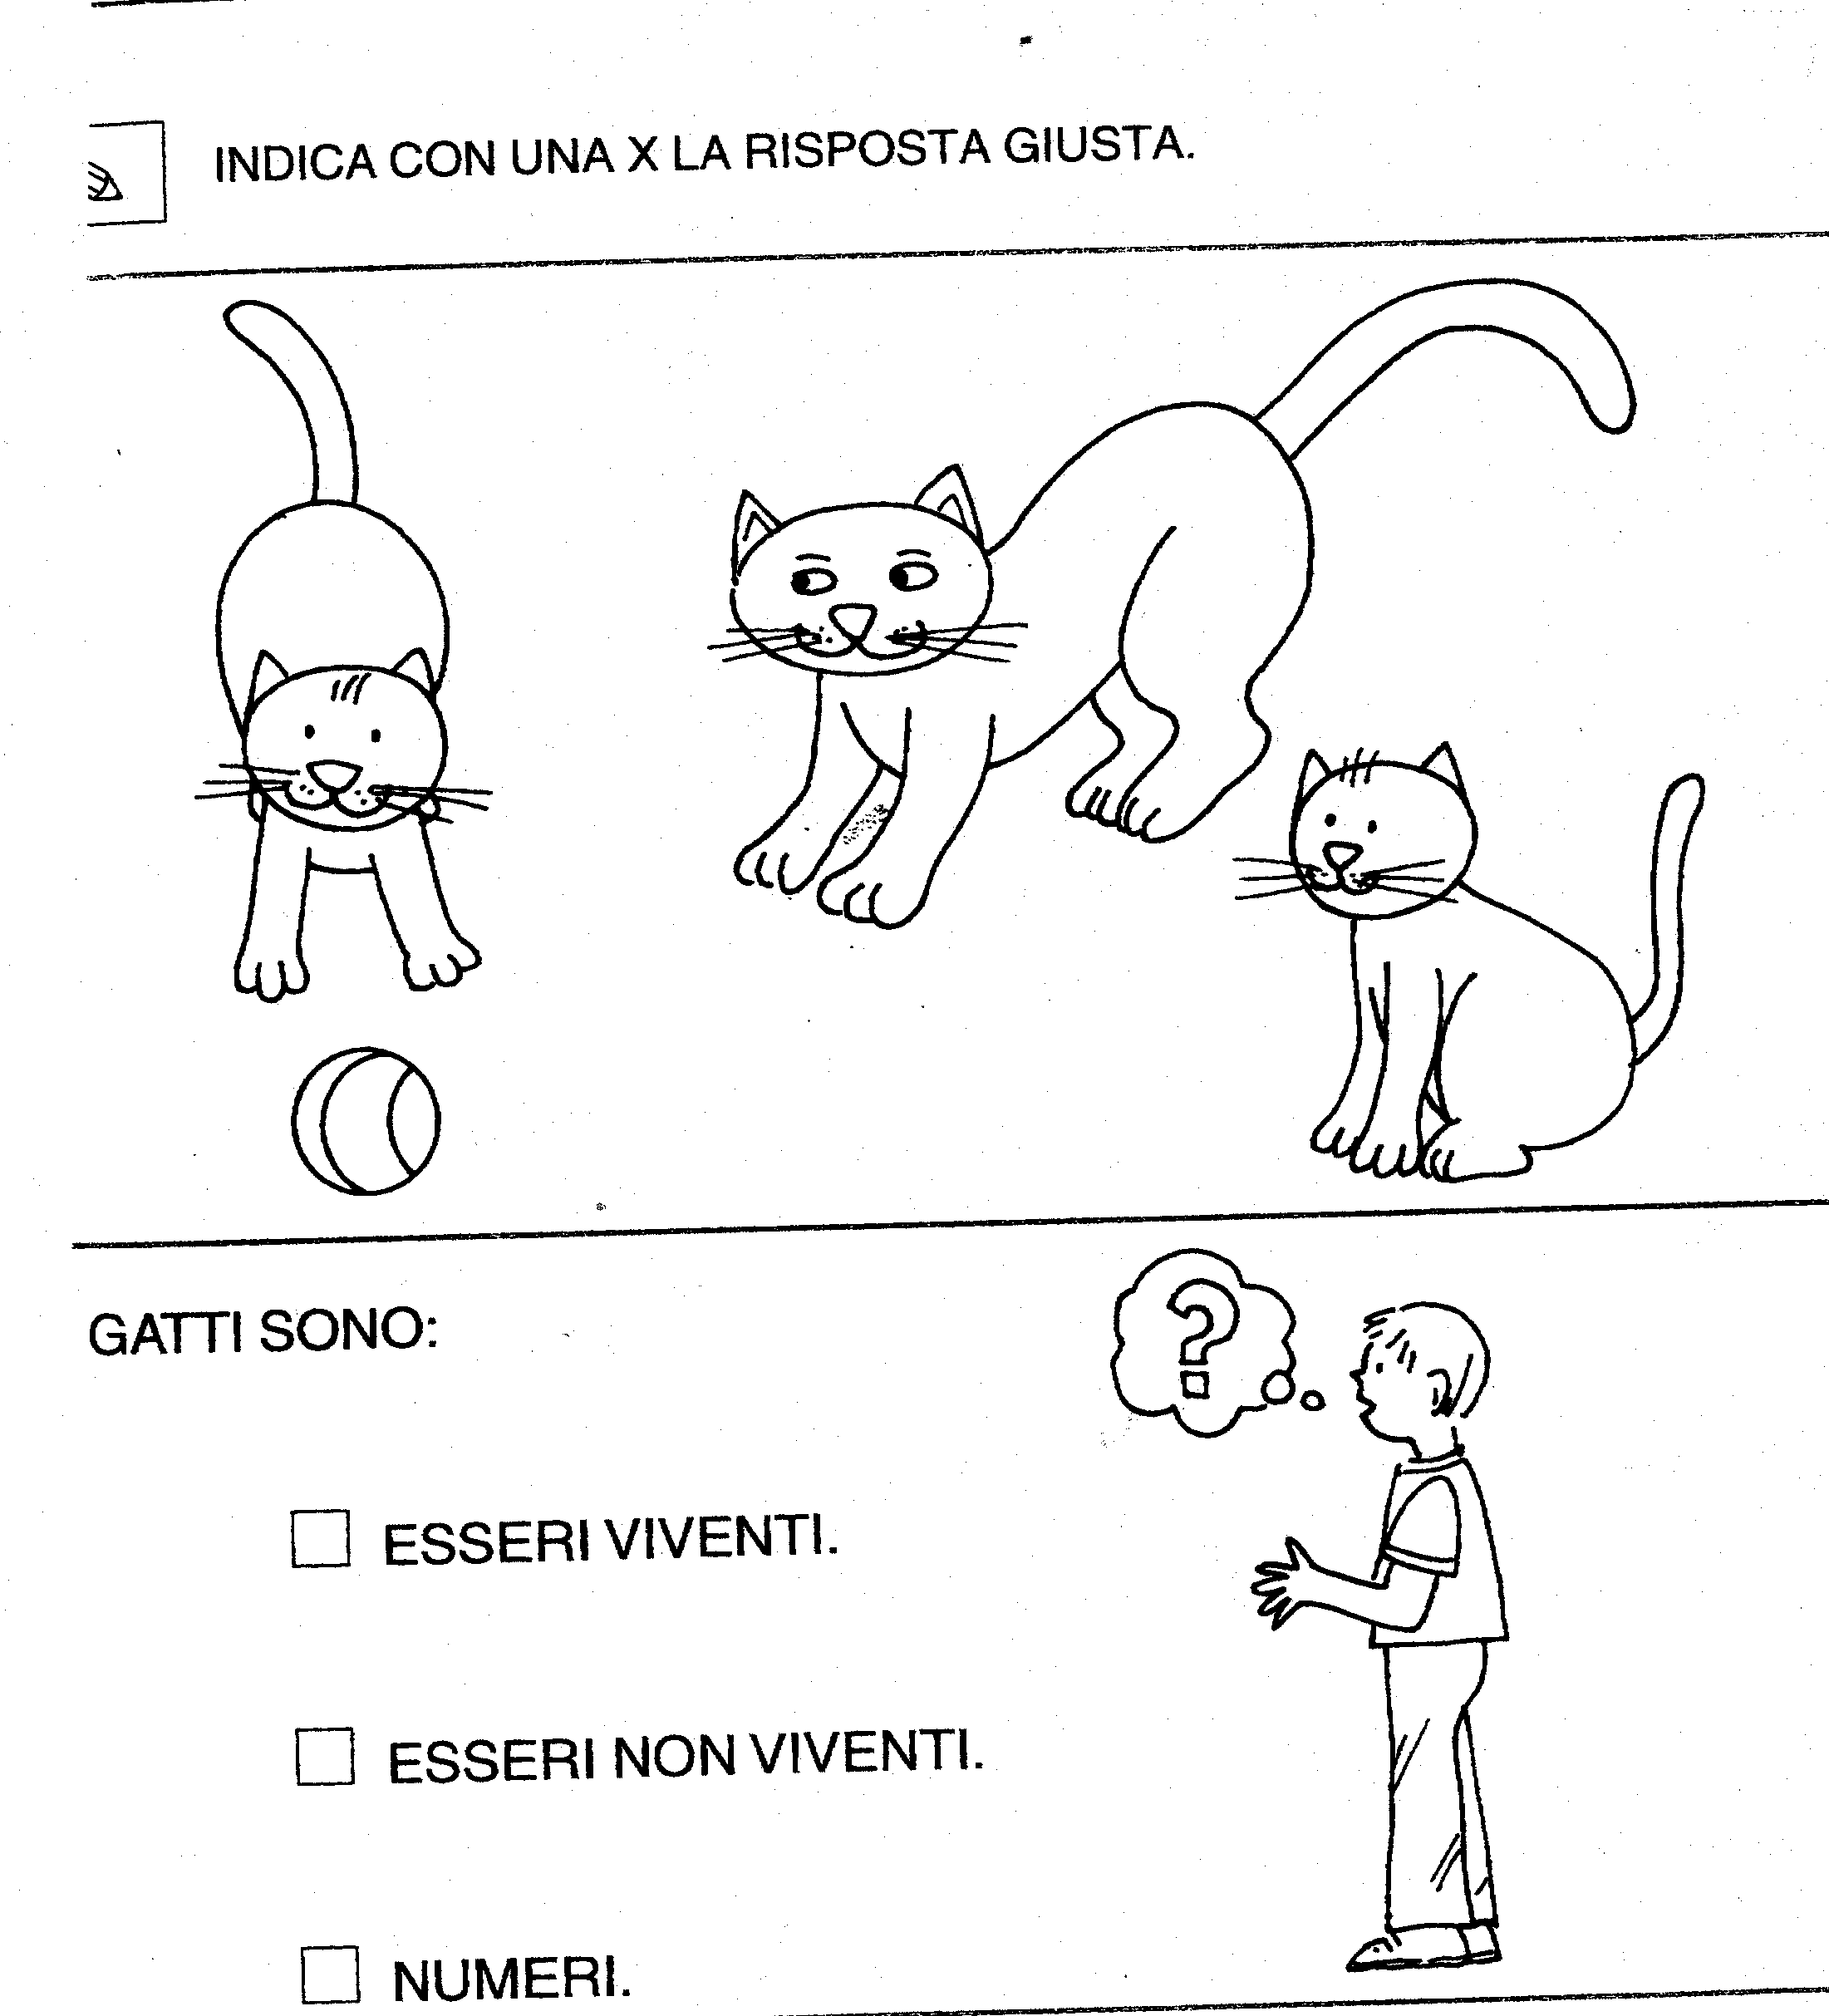 INDICA CON UNA X LA RISPOSTA GIUSTA.
?
GATTI SONO:
ESSERI VIVENTI.
ESSERI NON VIVENTI.
NUMERI.